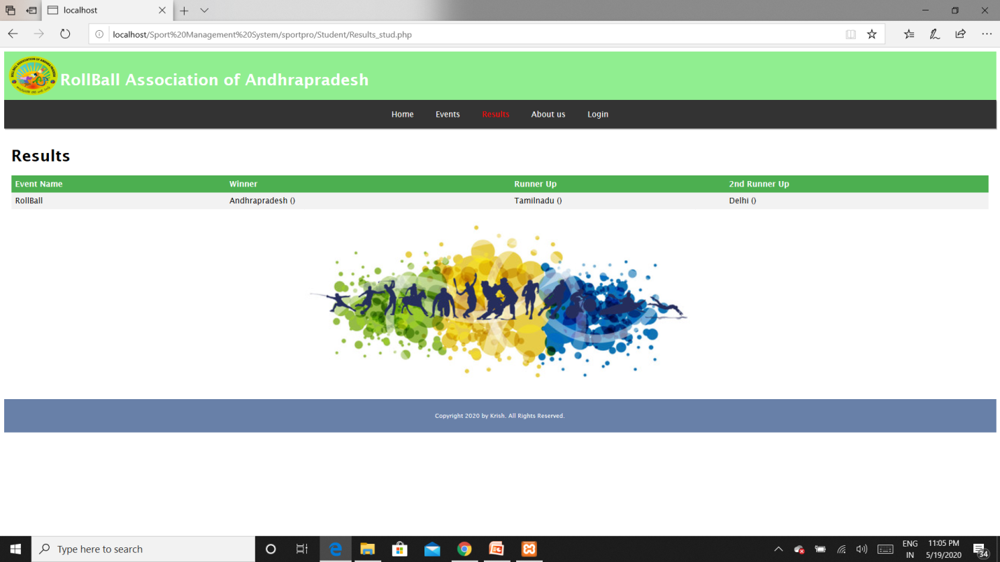 localhost
localhost/Sport%20Management%20System/sportpro/Student/Results_stud.php
RollBall Association of Andhrapradesh
Home Events Results About us Login
Results
Event Name Winner Runner Up 2nd Runner Up
RollBall Andhrapradesh () Tamilnadu () Delhi ()
Copyright 2020 by Krish. All Rights Reserved.
Type here to search
ENG 11:05 PM
IN 5/19/2020 34